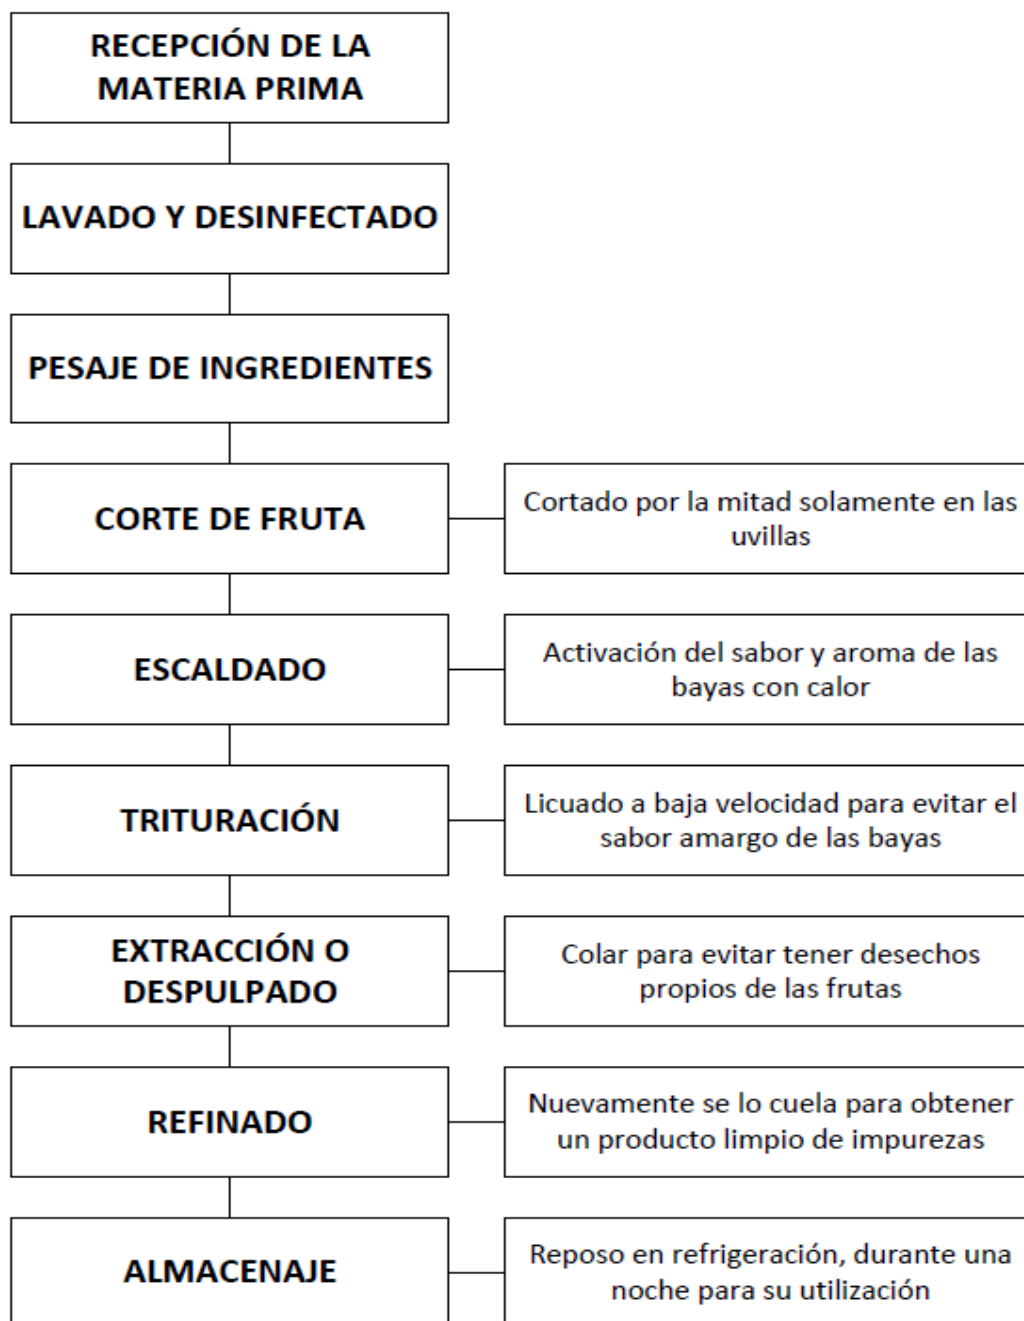 RECEPCIÓN DE LA
MATERIA PRIMA
LAVADO Y DESINFECTADO
PESAJE DE INGREDIENTES
CORTE DE FRUTA
Cortado por la mitad solamente en las
uvillas
ESCALDADO
Activación del sabor y aroma de las
bayas con calor
TRITURACIÓN
Licuado a baja velocidad para evitar el
sabor amargo de las bayas
EXTRACCIÓN O
DESPULPADO
Colar para evitar tener desechos
propios de las frutas
REFINADO
Nuevamente se lo cuela para obtener
un producto limpio de impurezas
ALMACENAJE
Reposo en refrigeración, durante una
noche para su utilización